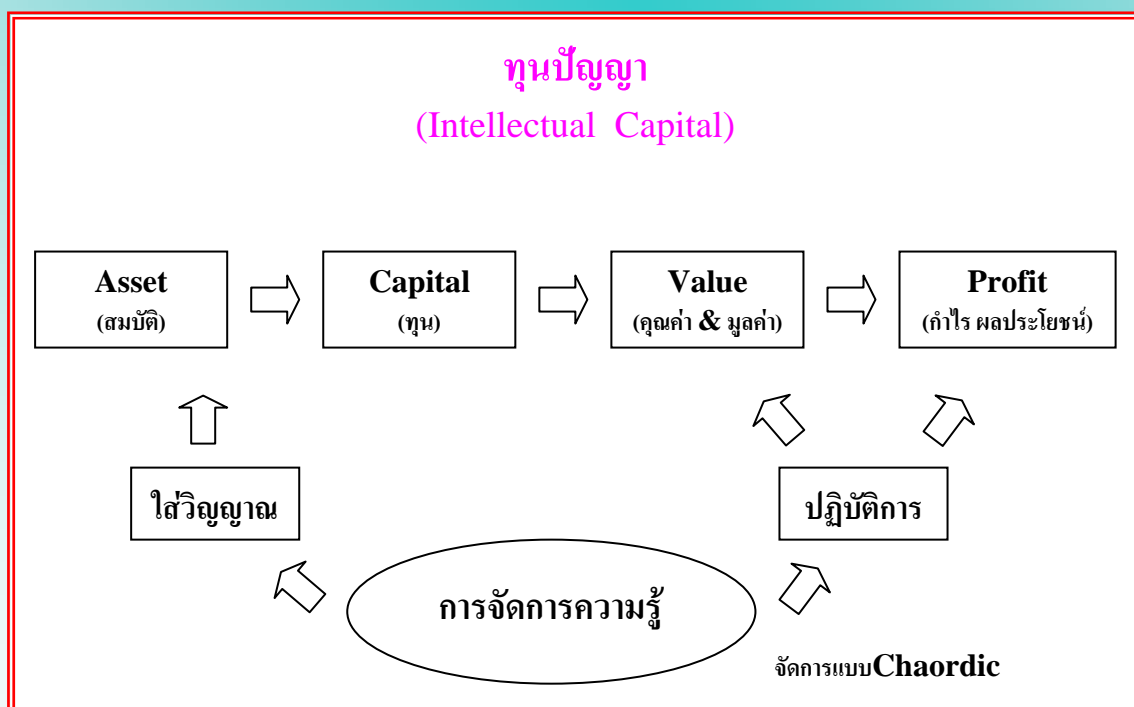 ทุนปัญญา
(Intellectual Capital)
Asset
(สมบัติ)
Capital
(ทุน)
Value
(คุณค่า & มูลค่า)
Profit
(กำไร ผลประโยชน์)
ใส่วิญญาณ
ปฏิบัติการ
การจัดการความรู้
จัดการแบบChaordic